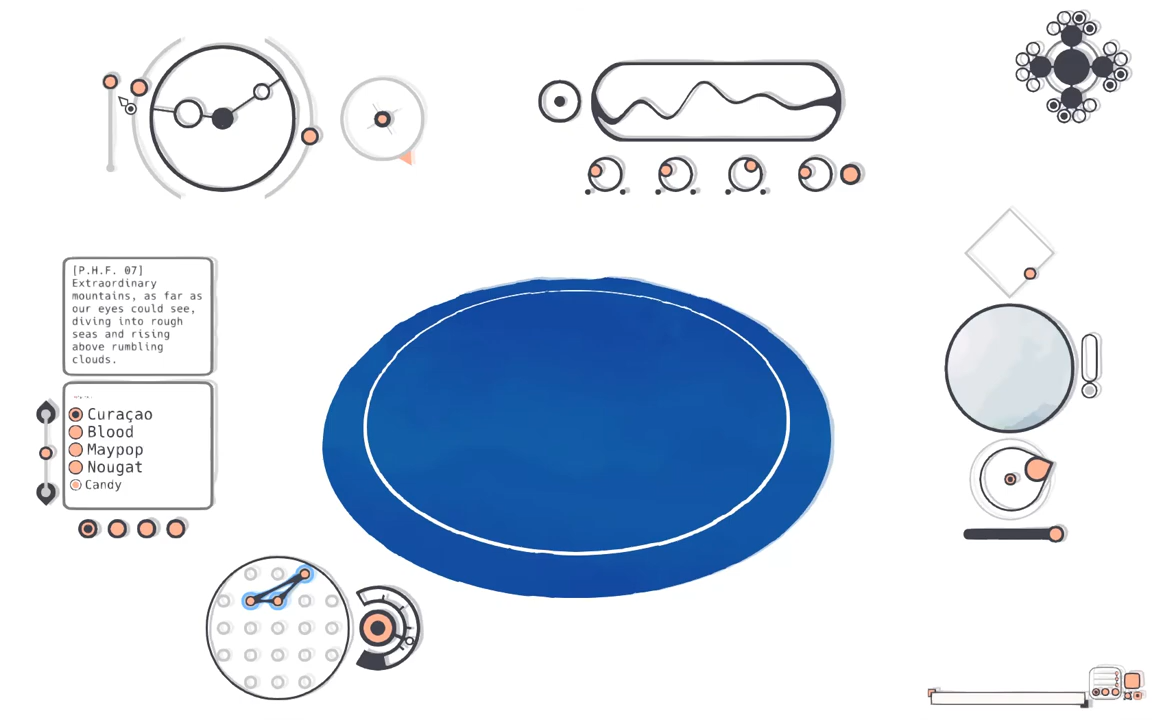 [P.H.F. 07]
Extraordinary
mountains, as far as
our eyes could see,
diving into rough
seas and rising
above rumbling
clouds.
Curaçao
Blood
Maypop
Nougat
Candy